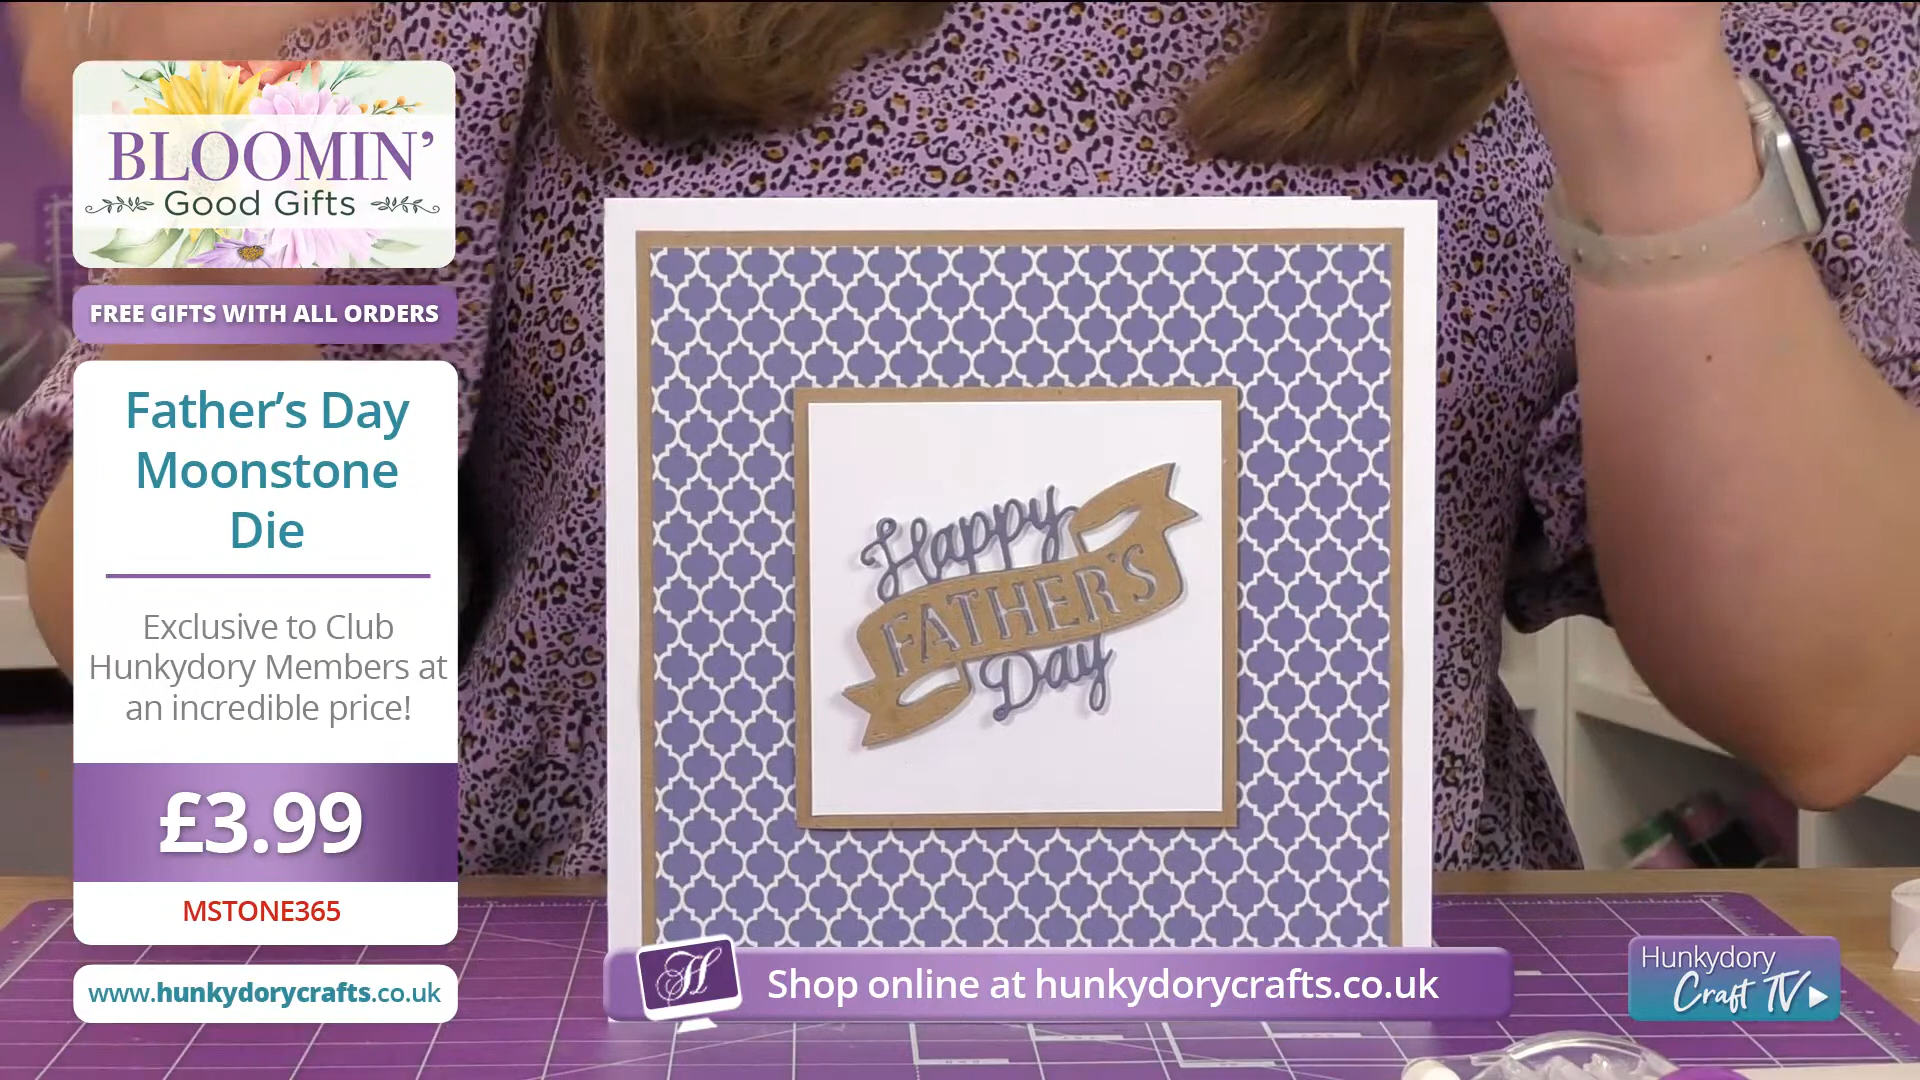 BLOOMIN’
Good Gifts
FREE GIFTS WITH ALL ORDERS
Father’s Day
Moonstone
Die
Exclusive to Club
Hunkydory Members at
an incredible price!
£3.99
MSTONE365
www.hunkydorycrafts.co.uk
Happy
FATHER'S
Day
H
Shop online at hunkydorycrafts.co.uk
Hunkydory
Craft TV